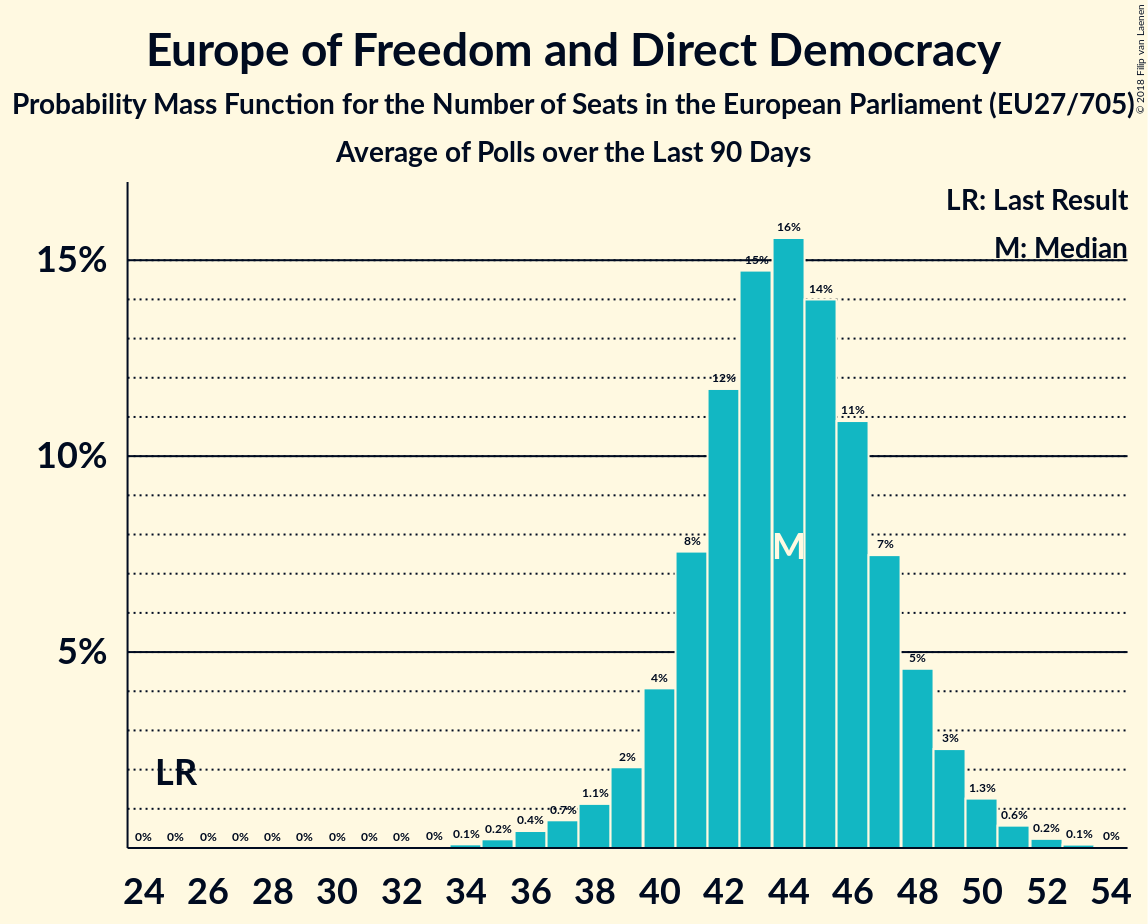 Europe of Freedom and Direct Democracy
Probability Mass Function for the Number of Seats in the European Parliament (EU27/705)
Average of Polls over the Last 90 Days
© 2018 Filip van Laenen
LR: Last Result
M: Median
15%
10%
5%
0% 0% 0% 0% 0% 0% 0% 0% 0% 0% 0.1% 0.2% 0.4% 0.7% 1.1% 2% 4% 8% 12% 15% 16% 14% 11% 7% 5% 3% 1.3% 0.6% 0.2% 0.1% 0%
LR
M
24 26 28 30 32 34 36 38 40 42 44 46 48 50 52 54